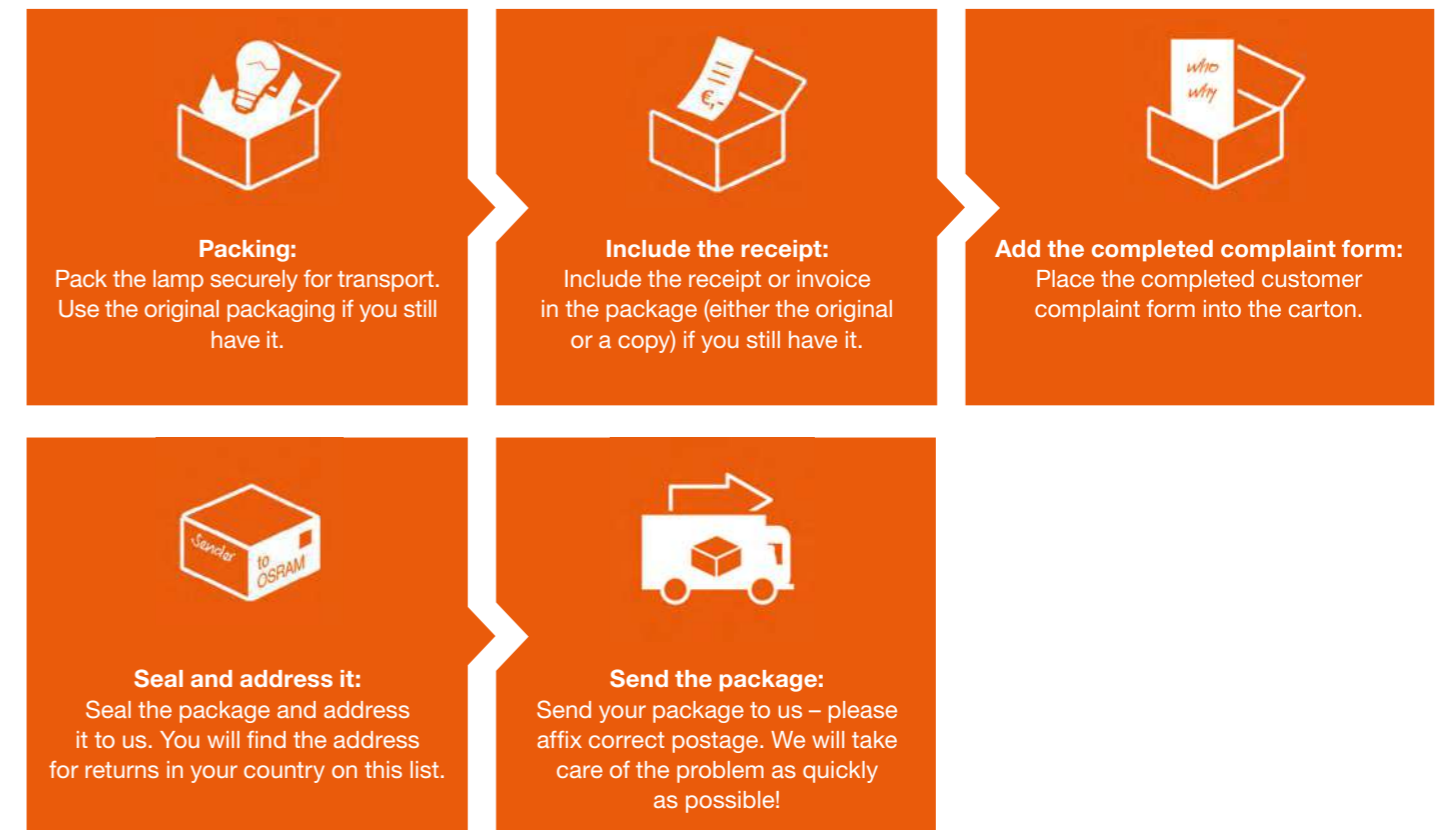 Packing:
Pack the lamp securely for transport.
Use the original packaging if you still
have it.
€,-
Include the receipt:
Include the receipt or invoice
in the package (either the original
or a copy) if you still have it.
WHO
WHY
Add the completed complaint form:
Place the completed customer
complaint form into the carton.
Sender
to
OSRAM
Seal and address it:
Seal the package and address
it to us. You will find the address
for returns in your country on this list.
Send the package:
Send your package to us – please
affix correct postage. We will take
care of the problem as quickly
as possible!